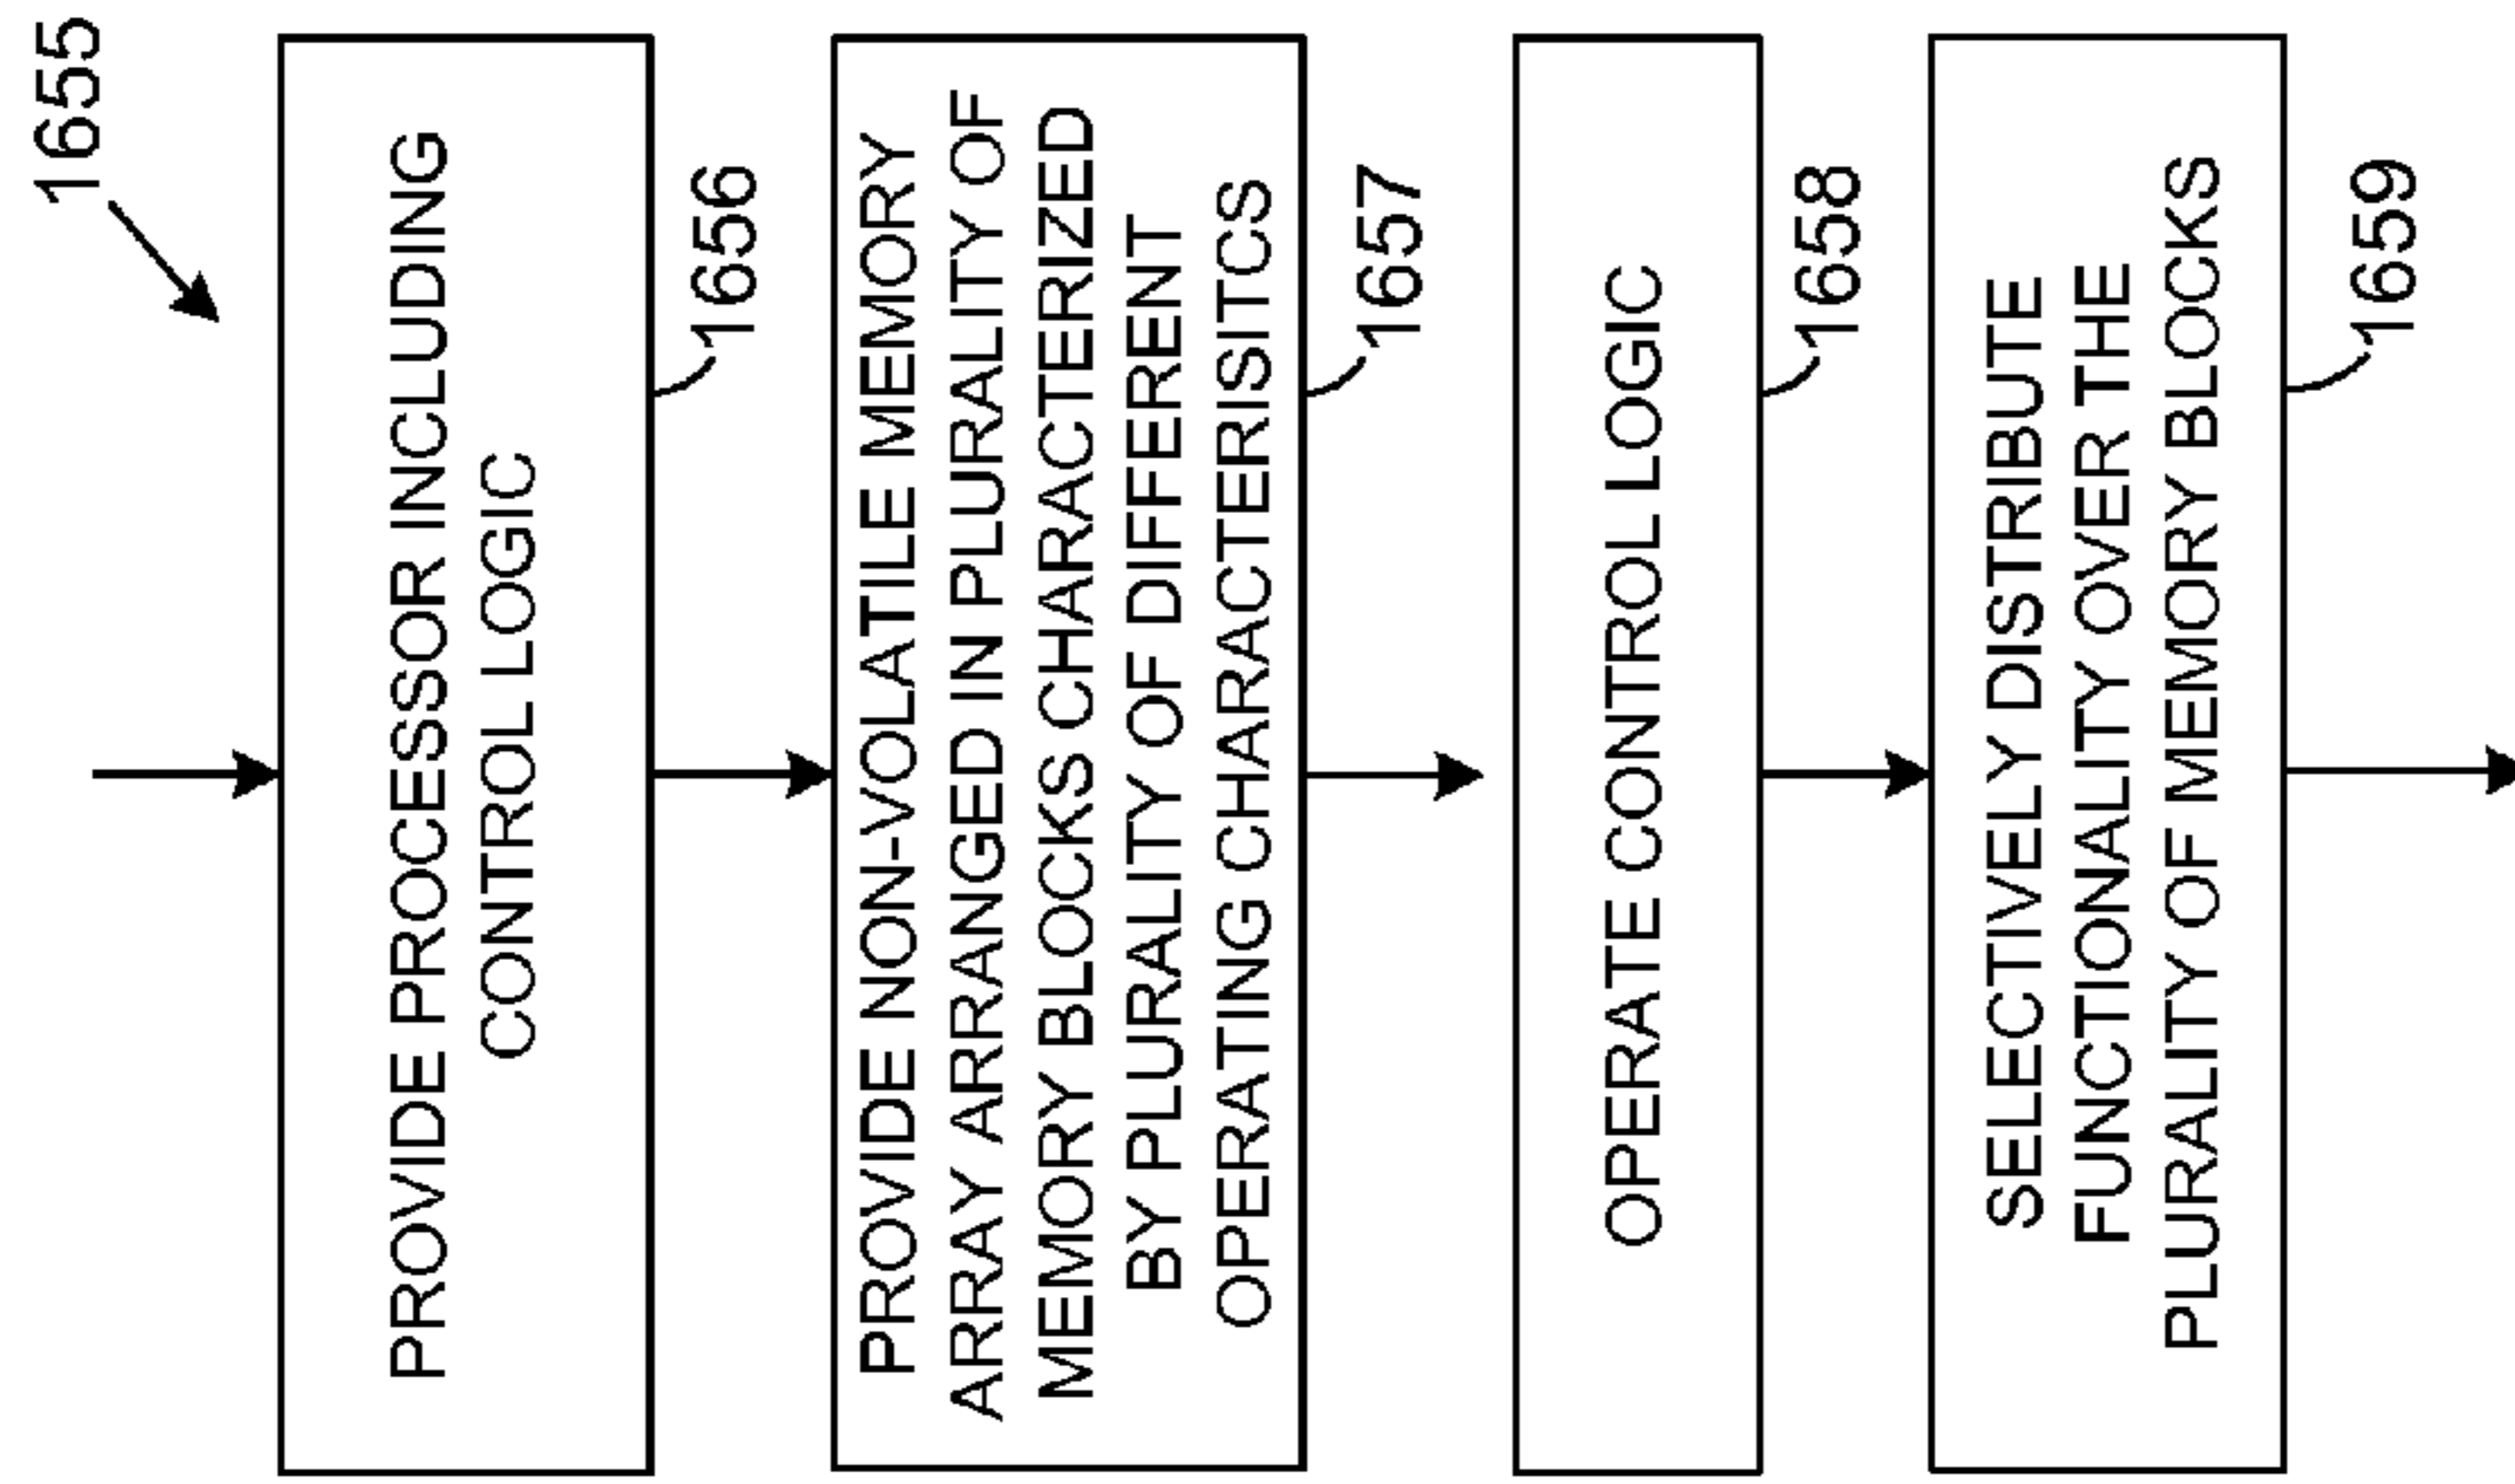 1655
PROVIDE PROCESSOR INCLUDING
CONTROL LOGIC
1656
PROVIDE NON-VOLATILE MEMORY
ARRAY ARRANGED IN PLURALITY OF
MEMORY BLOCKS CHARACTERIZED
BY PLURALITY OF DIFFERENT
OPERATING CHARACTERISITCS
1657
OPERATE CONTROL LOGIC
1658
SELECTIVELY DISTRIBUTE
FUNCTIONALITY OVER THE
PLURALITY OF MEMORY BLOCKS
1659